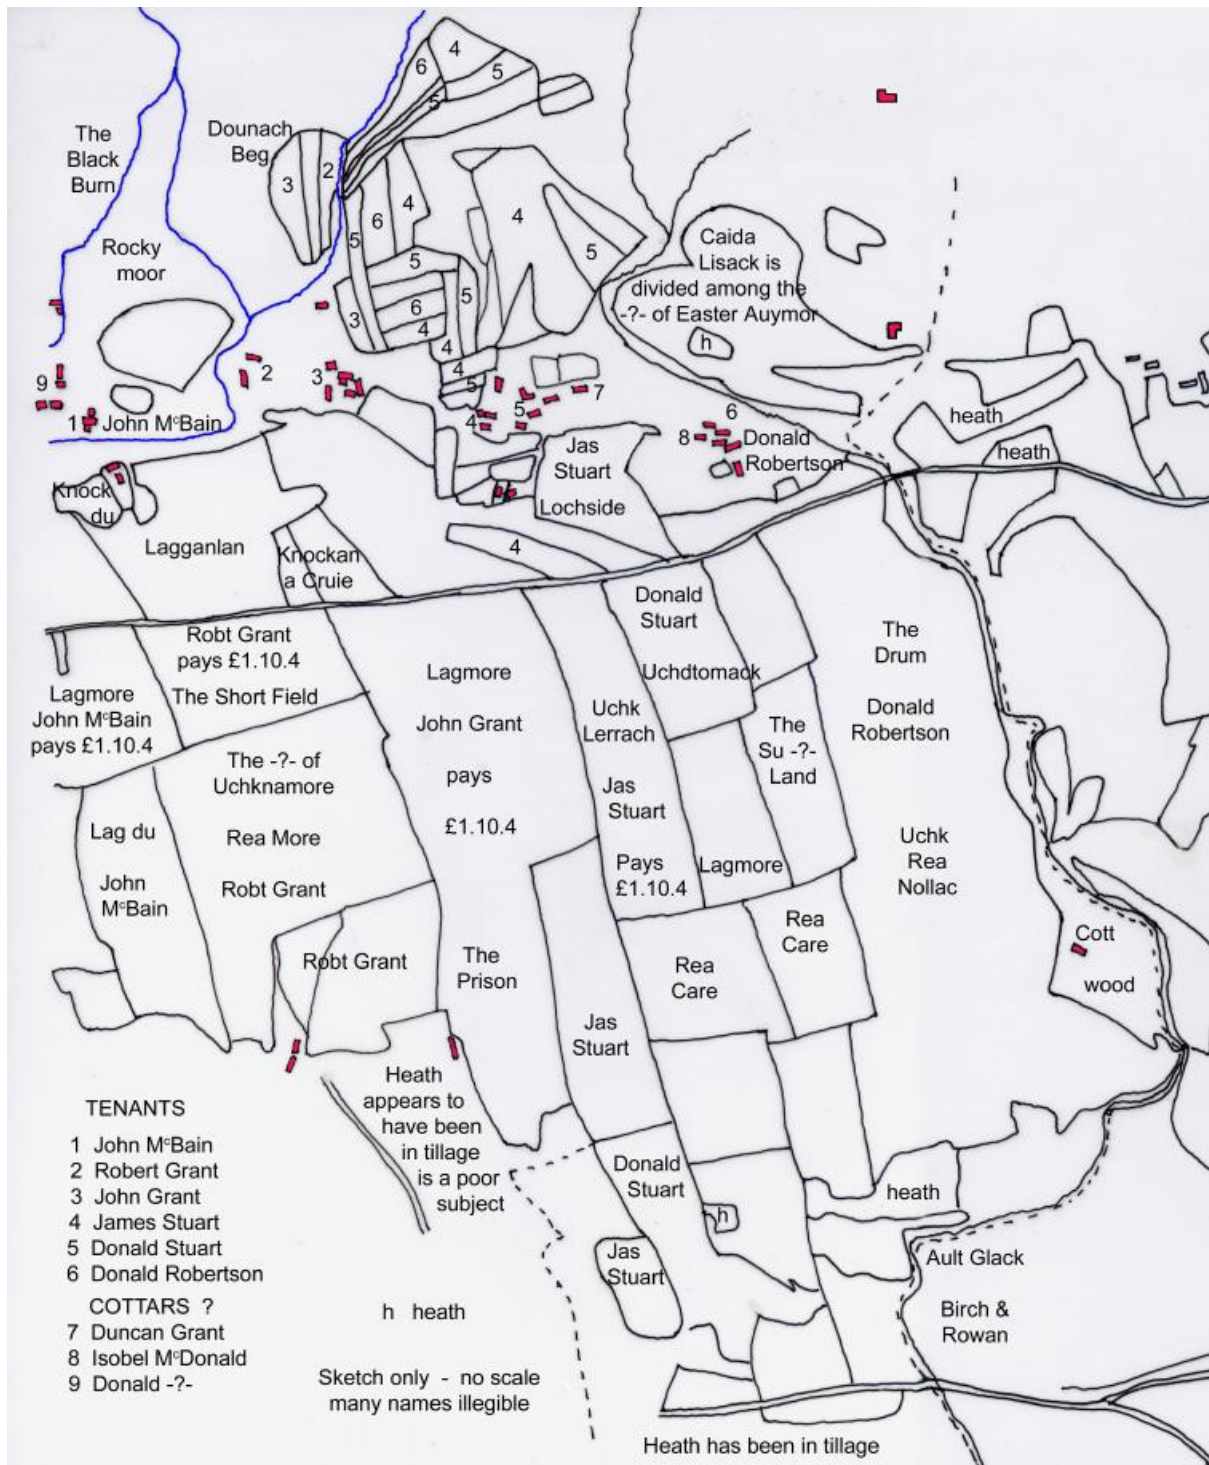 The
Black
Burn
Dounach
Beg
Rocky
moor
6
4
5
5
3
2
5
6
4
5
4
5
5
6
4
3
4
4
5
Caida
Lisack is
divided among the
-?- of Easter Auymor
h
9
1 John McBain
2
3
4
5
7
6
8 Donald
Robertson
heath
heath
Jas
Stuart
Lochside
Knock
du
Lagganlan
Knockan
a Cruie
4
Robt Grant
pays £1.10.4
The Short Field
Lagmore
John McBain
pays £1.10.4
Lagmore
John Grant
pays
£1.10.4
The
Prison
Donald
Stuart
Uchdtomack
Uchk
Lerrach
Jas
Stuart
Pays
£1.10.4
The
Su -?-
Land
Lagmore
The
Drum
Donald
Robertson
Uchk
Rea
Nollac
The -?- of
Uchknamore
Rea More
Robt Grant
Lag du
John
McBain
Robt Grant
Rea
Care
Rea
Care
Cott
wood
Jas
Stuart
Heath
appears to
have been
in tillage
is a poor
subject
Donald
Stuart
h
Jas
Stuart
heath
Ault Glack
Birch &
Rowan
TENANTS
1 John McBain
2 Robert Grant
3 John Grant
4 James Stuart
5 Donald Stuart
6 Donald Robertson
COTTARS ?
7 Duncan Grant
8 Isobel McDonald
9 Donald -?-
h heath
Sketch only - no scale
many names illegible
Heath has been in tillage